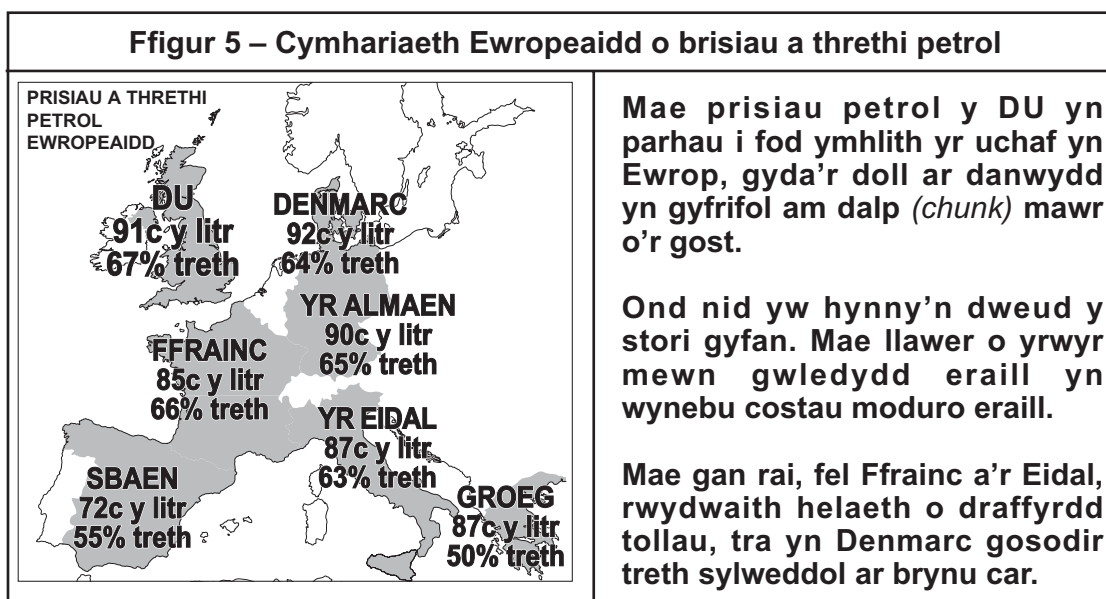 Ffigur 5 – Cymhariaeth Ewropeaidd o brisiau a threthi petrol
PRISIAU A THRETHI
PETROL
EWROPEAIDD
DU
91c y litr
67% treth
DENMARC
92c y litr
64% treth
YR ALMAEN
90c y litr
65% treth
FFRAINC
85c y litr
66% treth
YR EIDAL
87c y litr
63% treth
SBAEN
72c y litr
55% treth
GROEG
87c y litr
50% treth
Mae prisiau petrol y DU yn
parhau i fod ymhlith yr uchaf yn
Ewrop, gyda'r doll ar danwydd
yn gyfrifol am dalp (chunk) mawr
o'r gost.
Ond nid yw hynny'n dweud y
stori gyfan. Mae llawer o yrwyr
mewn gwledydd eraill yn
wynebu costau moduro eraill.
Mae gan rai, fel Ffrainc a'r Eidal,
rwydwaith helaeth o draffyrdd
tollau, tra yn Denmarc gosodir
treth sylweddol ar brynu car.